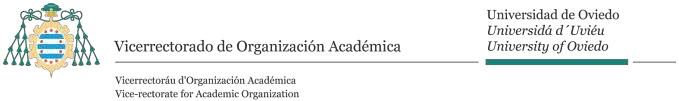 Vicerrectorado de Organización Académica
Vicerrectoráu d'Organización Académica
Vice-rectorate for Academic Organization
Universidad de Oviedo
Universidá d´Uviéu
University of Oviedo